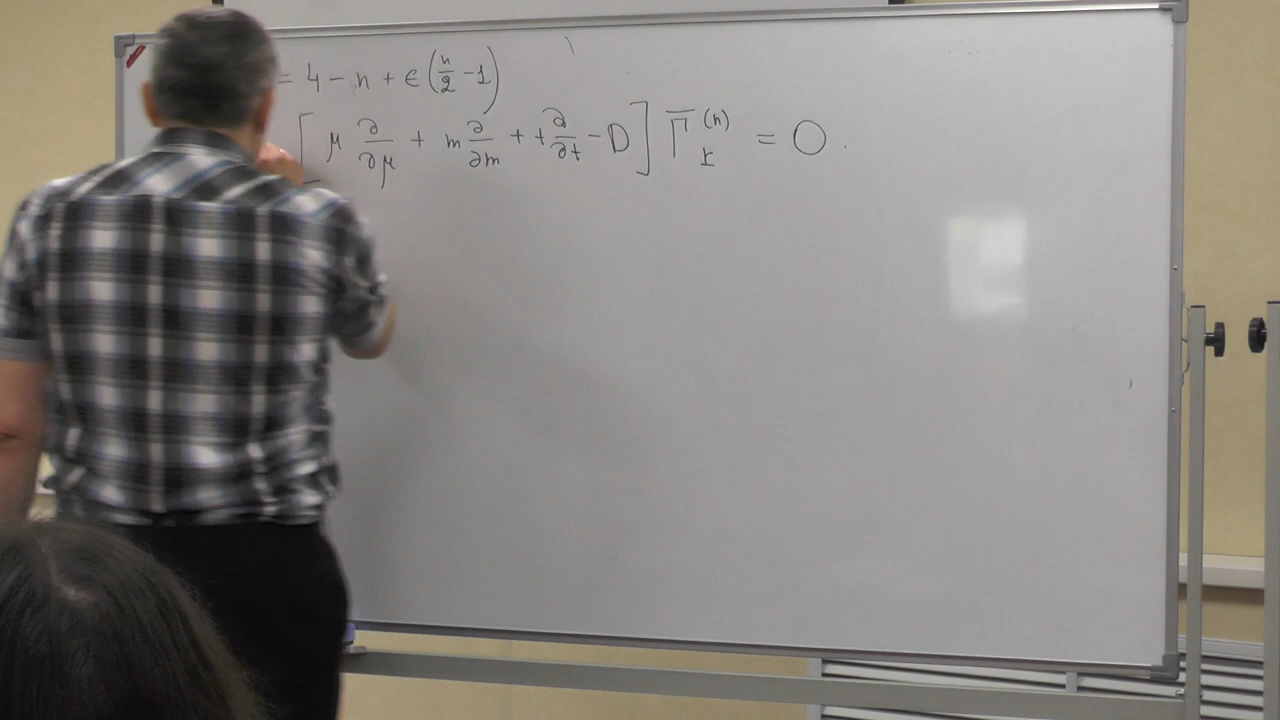 = 4 - n + ϵ (n/2 - 1)
[ μ ∂/∂μ + m ∂/∂m + t ∂/∂t - D ] Γ̅_r^(n) = 0.